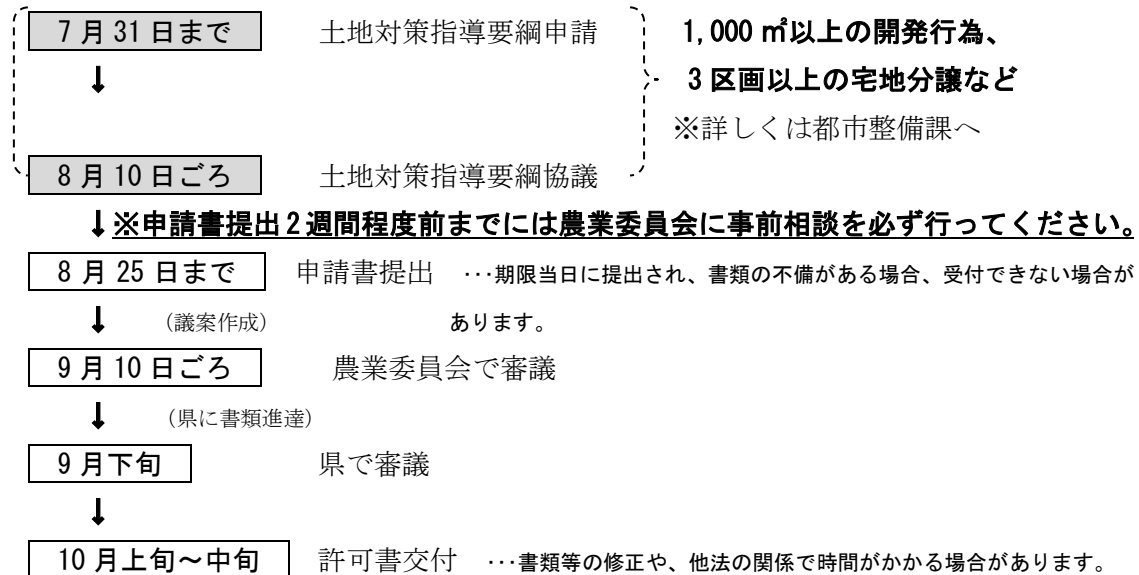 7月31日まで 土地対策指導要綱申請 1,000㎡以上の開発行為、
↓ 3区画以上の宅地分譲など
※詳しくは都市整備課へ
8月10日ごろ 土地対策指導要綱協議
↓※申請書提出2週間程度前までには農業委員会に事前相談を必ず行ってください。
8月25日まで 申請書提出 ・・・期限当日に提出され、書類の不備がある場合、受付できない場合が
↓ (議案作成) あります。
9月10日ごろ 農業委員会で審議
↓ (県に書類進達)
9月下旬 県で審議
↓
10月上旬～中旬 許可書交付 ・・・書類等の修正や、他法の関係で時間がかかる場合があります。